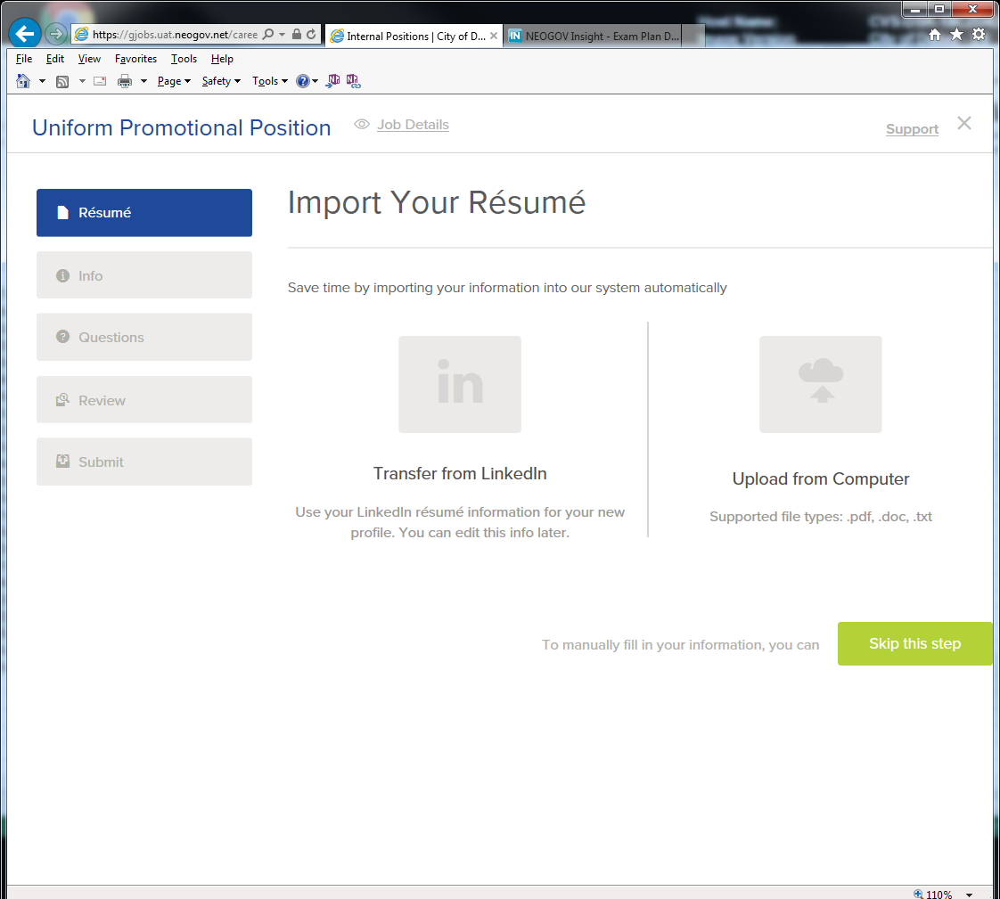 https://gjobs.uat.neogov.net/caree
Internal Positions | City of D...
NEOGOV Insight - Exam Plan D...
File Edit View Favorites Tools Help
Page Safety Tools
Uniform Promotional Position
Job Details
Support
Résumé
Info
Questions
Review
Submit
Import Your Résumé
Save time by importing your information into our system automatically
in
Transfer from LinkedIn
Use your LinkedIn résumé information for your new
profile. You can edit this info later.
Upload from Computer
Supported file types: .pdf, .doc, .txt
To manually fill in your information, you can
Skip this step
110%